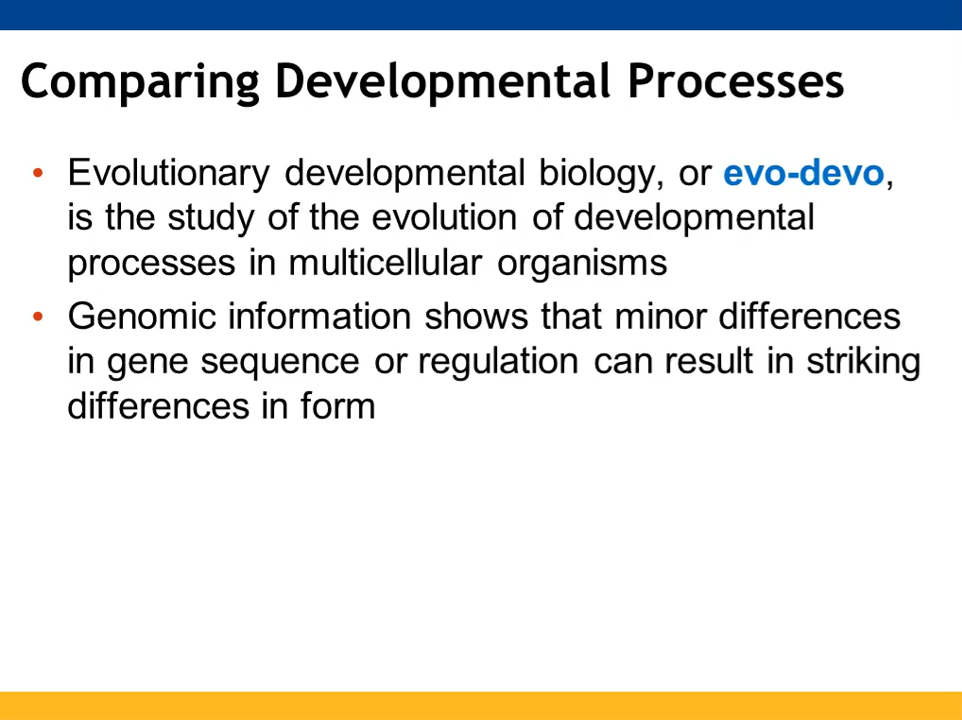 Comparing Developmental Processes
• Evolutionary developmental biology, or evo-devo,
is the study of the evolution of developmental
processes in multicellular organisms
• Genomic information shows that minor differences
in gene sequence or regulation can result in striking
differences in form